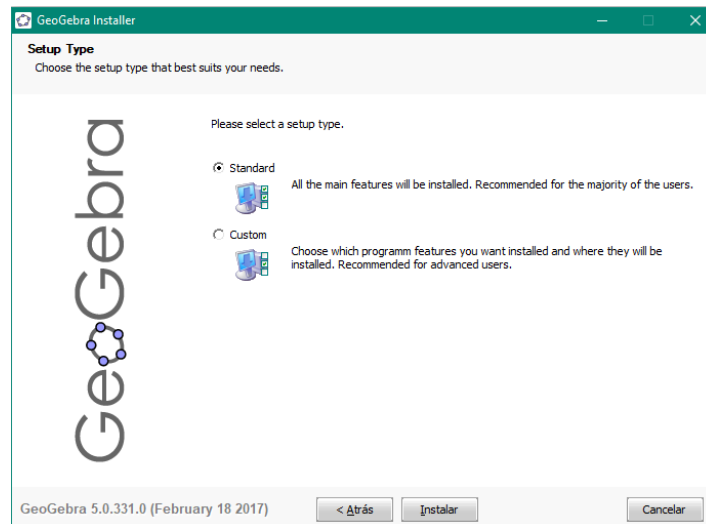 GeoGebra Installer
Setup Type
Choose the setup type that best suits your needs.
GeoGebra
Please select a setup type.
Standard
All the main features will be installed. Recommended for the majority of the users.
Custom
Choose which programm features you want installed and where they will be
installed. Recommended for advanced users.
GeoGebra 5.0.331.0 (February 18 2017)
< Atrás
Instalar
Cancelar